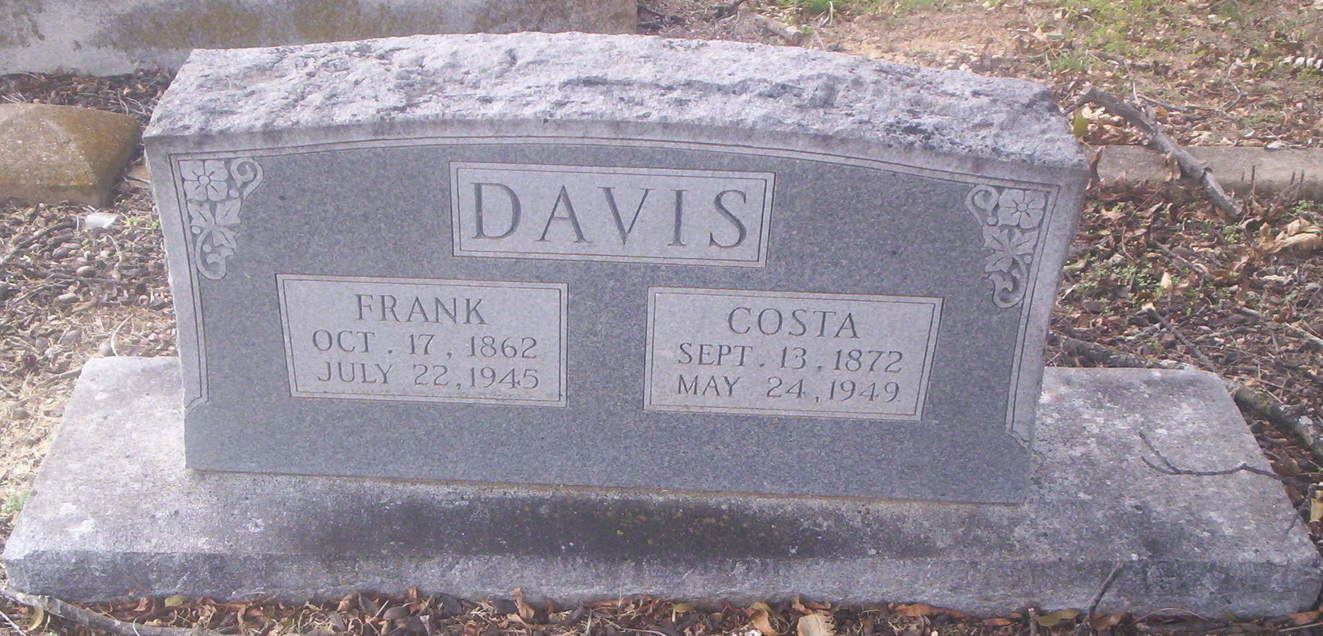 DAVIS
FRANK
OCT. 17, 1862
JULY 22, 1945
COSTA
SEPT. 13, 1872
MAY 24, 1949